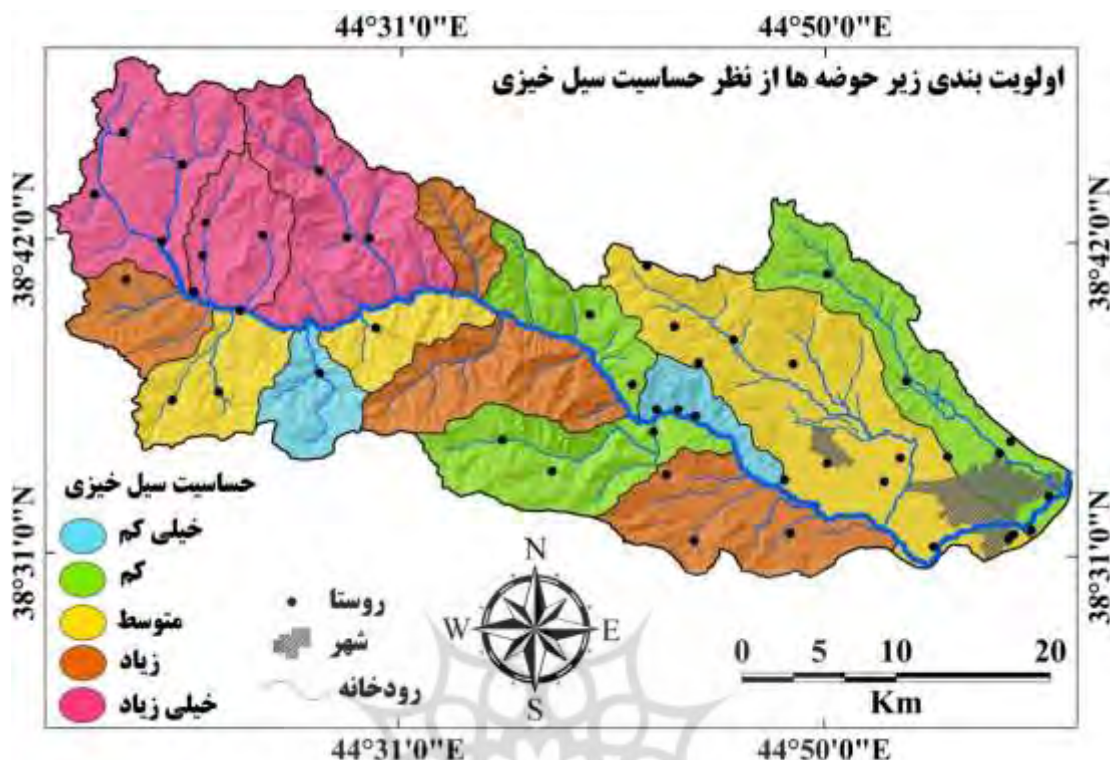 44°31'0"E
44°50'0"E
اولویت بندی زیر حوضه ها از نظر حساسیت سیل خیزی
38°42'0"N
38°42'0"N
حساسیت سیل خیزی
خیلی کم
کم
متوسط
زیاد
خیلی زیاد
روستا
شهر
رودخانه
N
W
E
S
0 5 10 20
Km
38°31'0"N
38°31'0"N
44°31'0"E
44°50'0"E